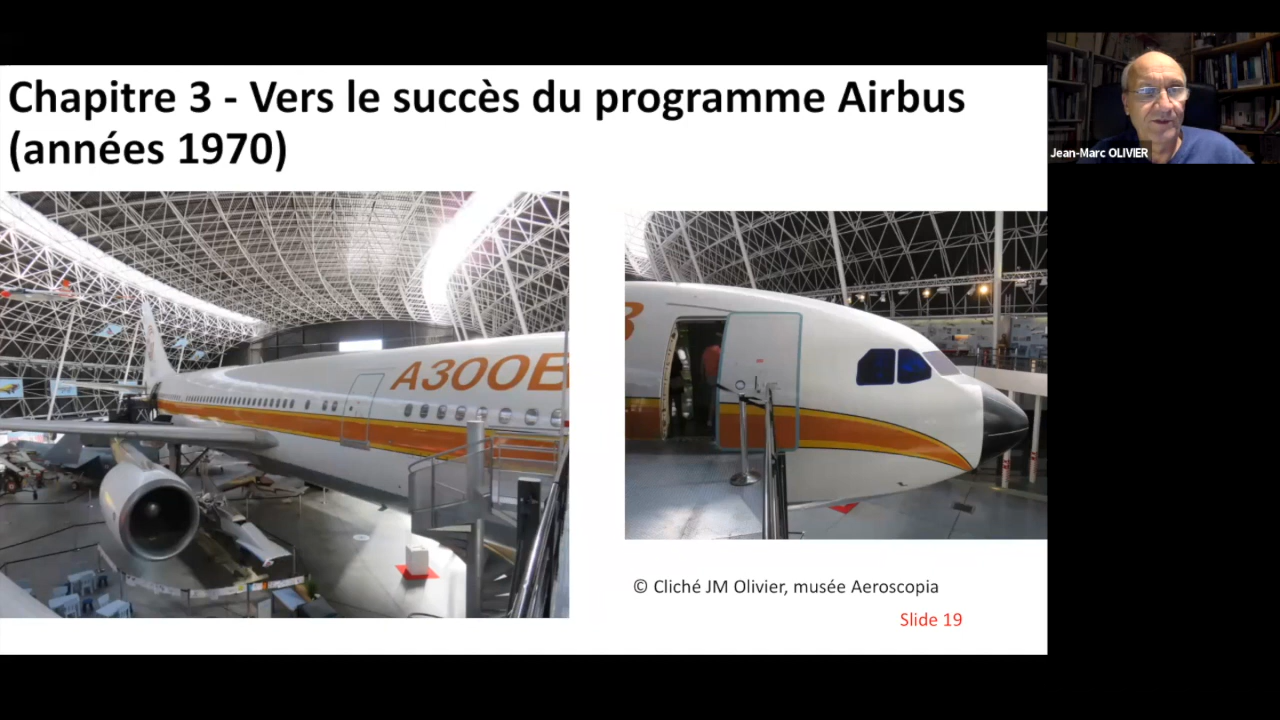 Chapitre 3 - Vers le succès du programme Airbus
(années 1970)
Jean-Marc OLIVIER
A300B
© Cliché JM Olivier, musée Aeroscopia
Slide 19